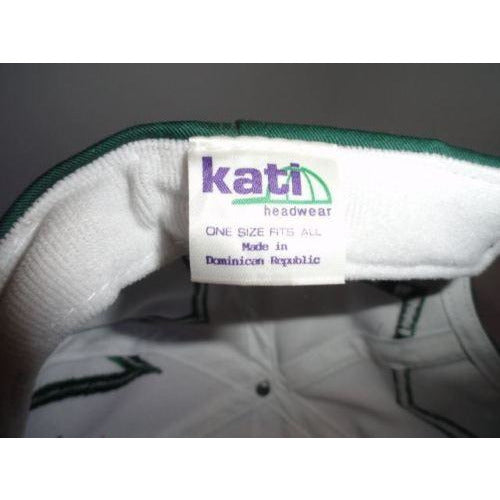 kati
headwear
ONE SIZE FITS ALL
Made in
Dominican Republic